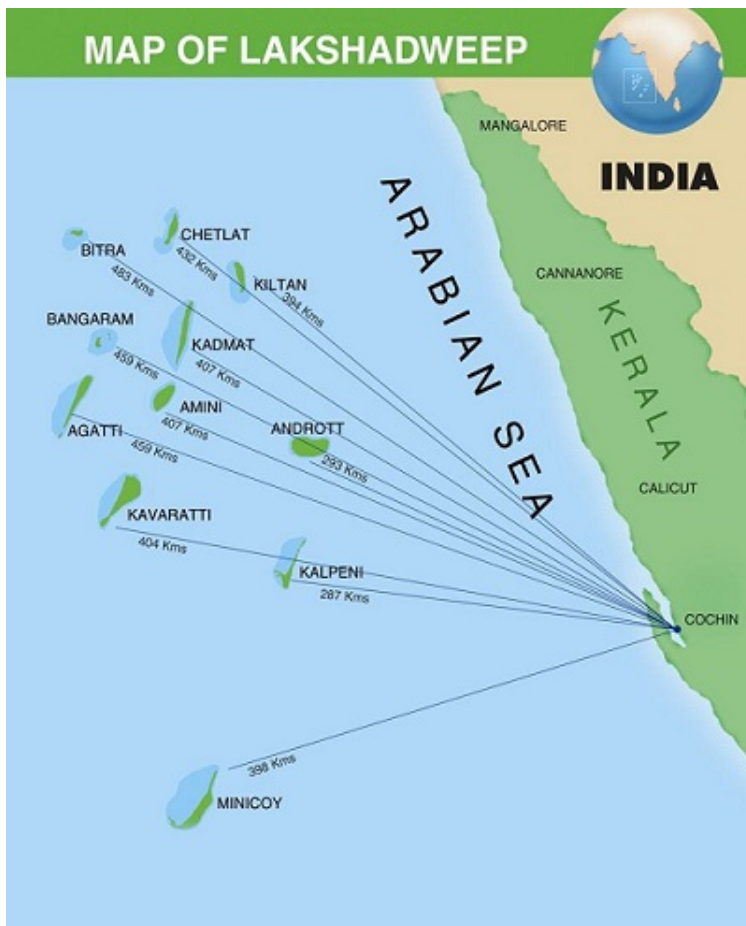 MAP OF LAKSHADWEEP
INDIA
MANGALORE
ARABIAN SEA
CHETLAT
432 Kms
BITRA
483 Kms
KILTAN
394 Kms
CANNANORE
KERALA
BANGARAM
459 Kms
KADMAT
407 Kms
AMINI
407 Kms
AGATTI
459 Kms
ANDROTT
293 Kms
CALICUT
KAVARATTI
404 Kms
KALPENI
287 Kms
COCHIN
398 Kms
MINICOY